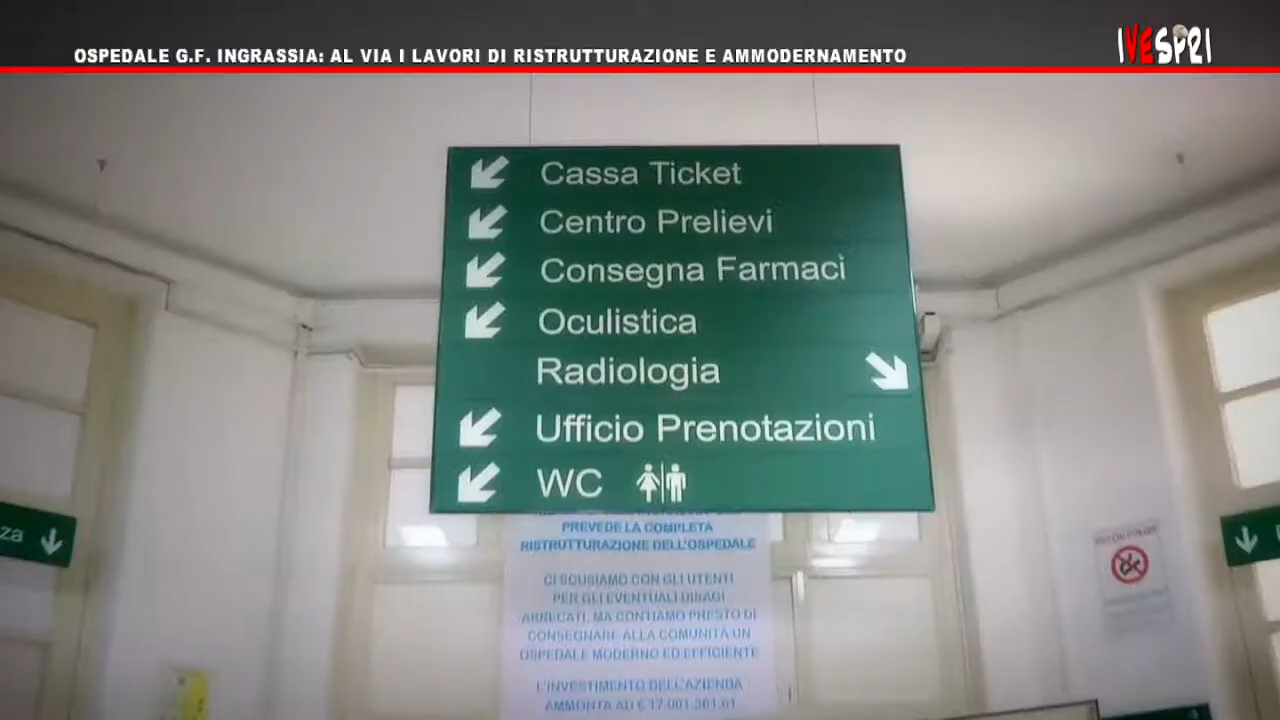 OSPEDALE G.F. INGRASSIA: AL VIA I LAVORI DI RISTRUTTURAZIONE E AMMODERNAMENTO
IVESPRI
Cassa Ticket
Centro Prelievi
Consegna Farmaci
Oculistica
Radiologia
Ufficio Prenotazioni
WC
za
PREVEDE LA COMPLETA
RISTRUTTURAZIONE DELL'OSPEDALE
CI SCUSIAMO CON GLI UTENTI
PER GLI EVENTUALI DISAGI
ARRECATI, MA CONTIAMO PRESTO DI
CONSEGNARE ALLA COMUNITÀ UN
OSPEDALE MODERNO ED EFFICIENTE
L'INVESTIMENTO DELL'AZIENDA
AMMONTA AD € 17.001.361,61